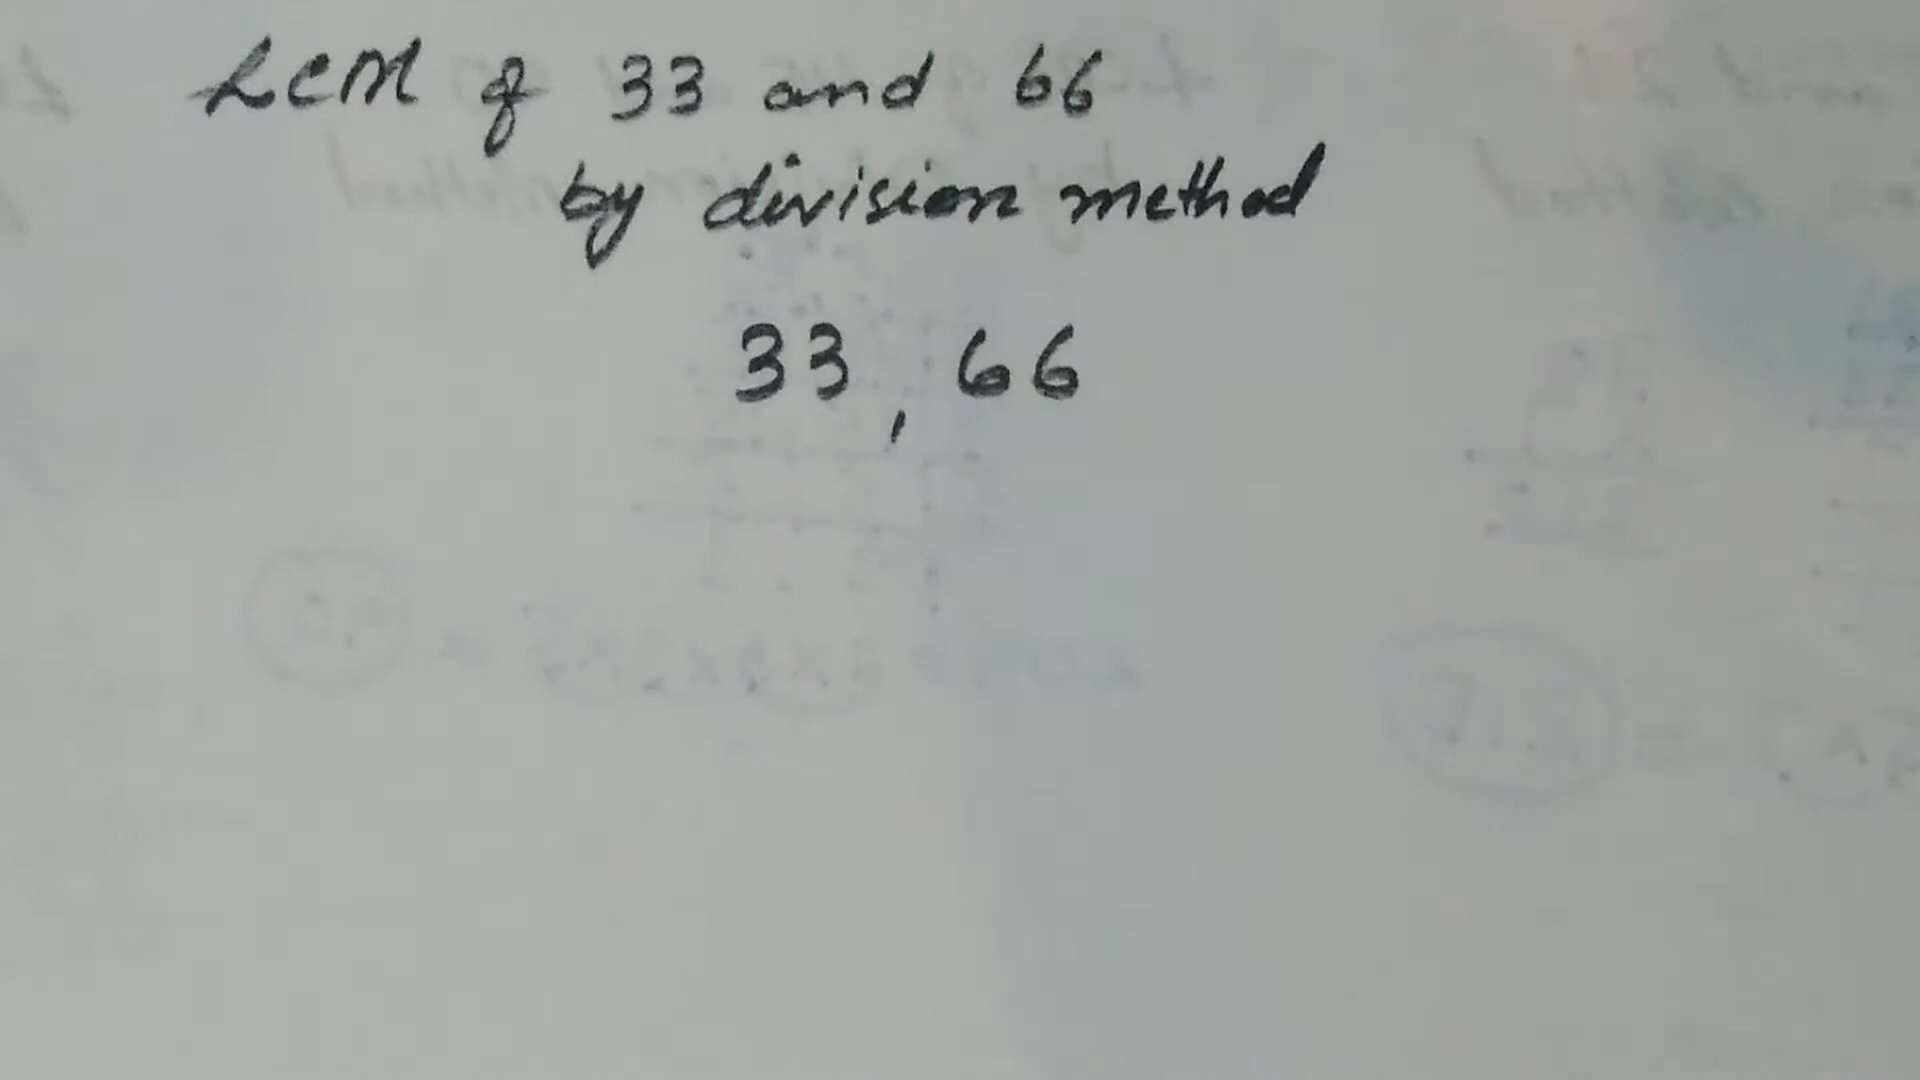 LCM of 33 and 66
by division method
33, 66